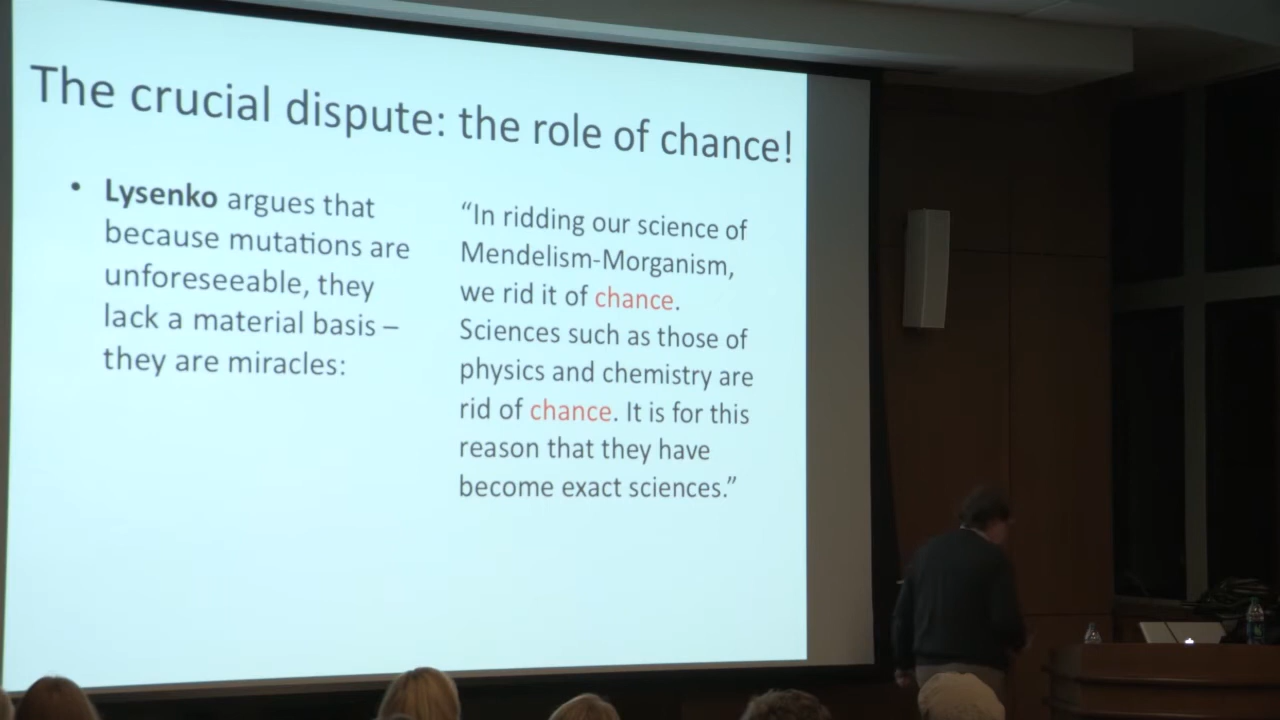 The crucial dispute: the role of chance!
• Lysenko argues that
because mutations are
unforeseeable, they
lack a material basis –
they are miracles:
“In ridding our science of
Mendelism-Morganism,
we rid it of chance.
Sciences such as those of
physics and chemistry are
rid of chance. It is for this
reason that they have
become exact sciences.”